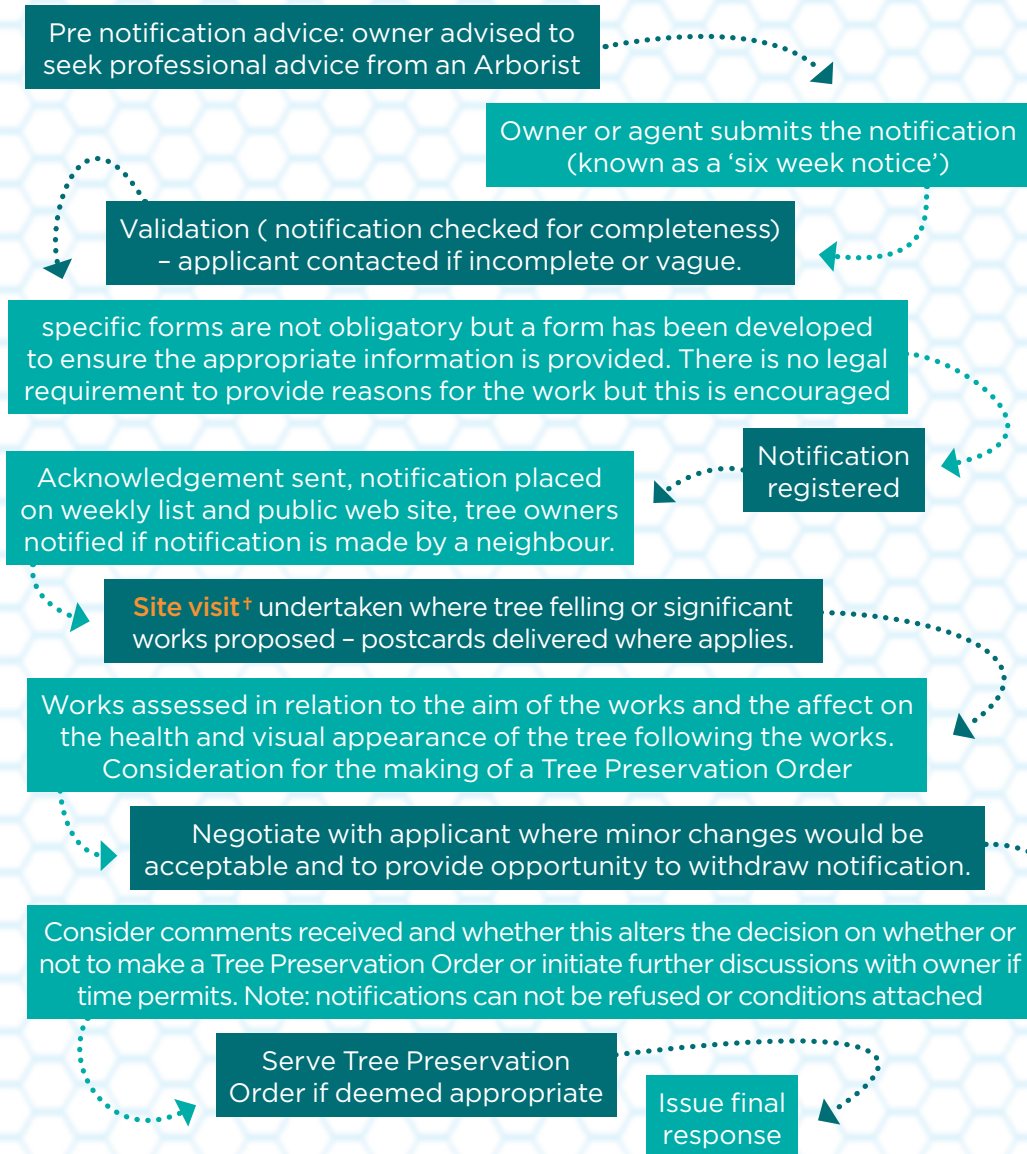 Pre notification advice: owner advised to
seek professional advice from an Arborist
Owner or agent submits the notification
(known as a ‘six week notice’)
Validation ( notification checked for completeness)
– applicant contacted if incomplete or vague.
specific forms are not obligatory but a form has been developed
to ensure the appropriate information is provided. There is no legal
requirement to provide reasons for the work but this is encouraged
Notification
registered
Acknowledgement sent, notification placed
on weekly list and public web site, tree owners
notified if notification is made by a neighbour.
Site visit† undertaken where tree felling or significant
works proposed – postcards delivered where applies.
Works assessed in relation to the aim of the works and the affect on
the health and visual appearance of the tree following the works.
Consideration for the making of a Tree Preservation Order
Negotiate with applicant where minor changes would be
acceptable and to provide opportunity to withdraw notification.
Consider comments received and whether this alters the decision on whether or
not to make a Tree Preservation Order or initiate further discussions with owner if
time permits. Note: notifications can not be refused or conditions attached
Serve Tree Preservation
Order if deemed appropriate
Issue final
response